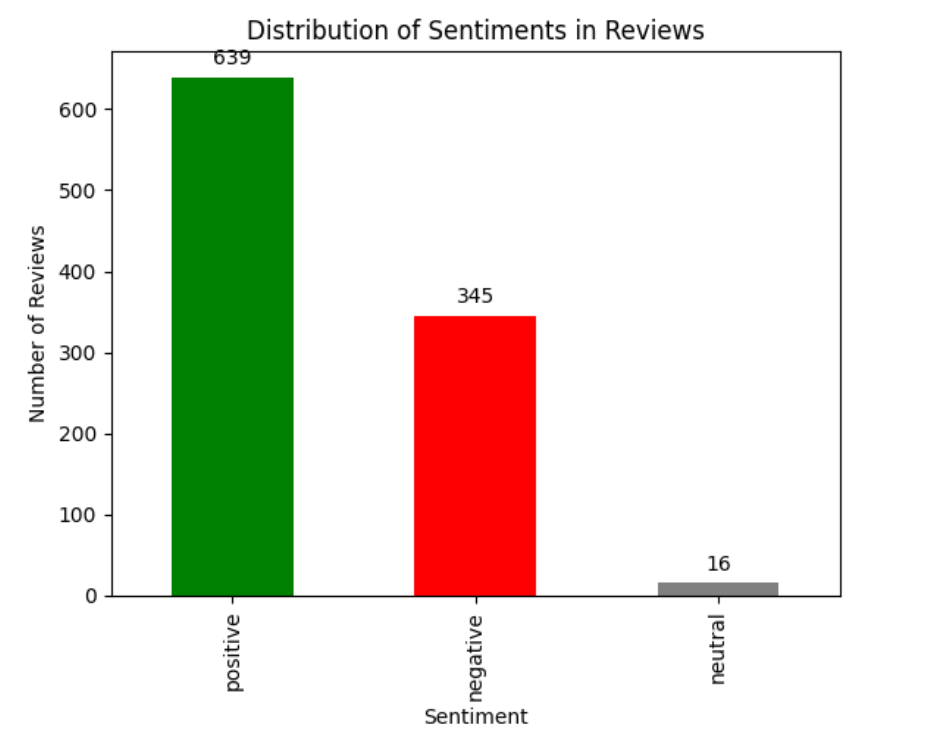 Distribution of Sentiments in Reviews
639
600
500
400
300
200
100
0
345
16
Number of Reviews
positive
negative
neutral
Sentiment